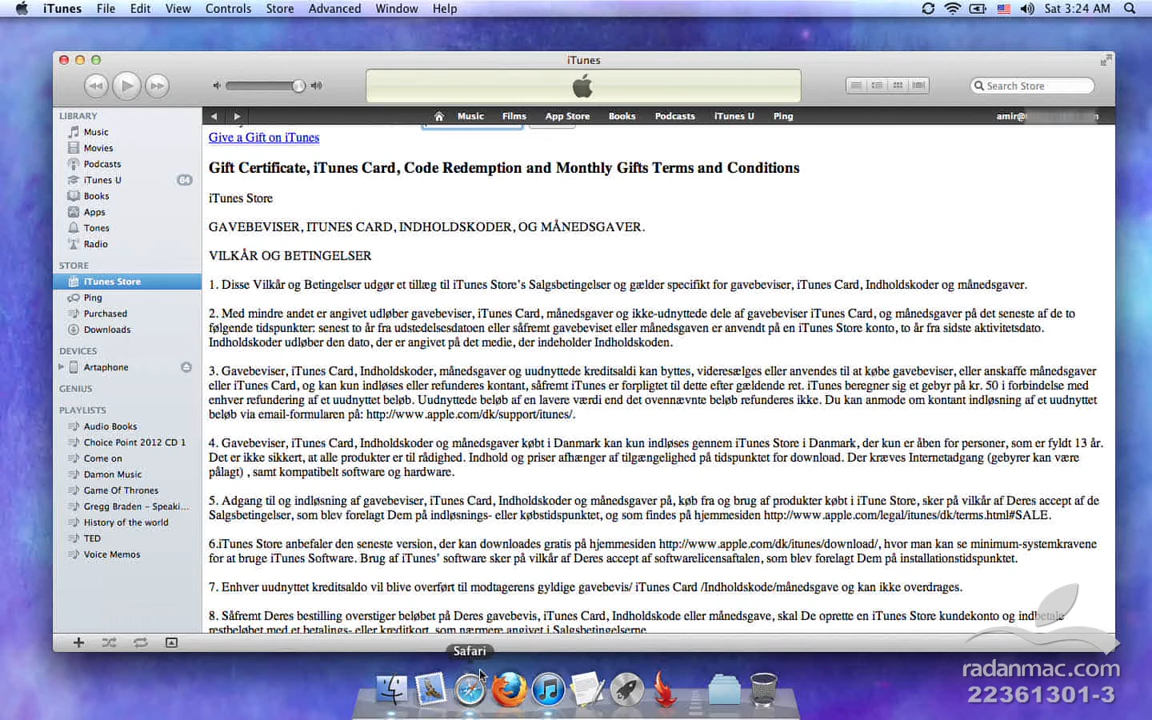 iTunes File Edit View Controls Store Advanced Window Help Sat 3:24 AM
iTunes
Search Store
Music Films App Store Books Podcasts iTunes U Ping amir@
LIBRARY
Music
Movies
Podcasts
iTunes U 64
Books
Apps
Tones
Radio
STORE
iTunes Store
Ping
Purchased
Downloads
DEVICES
Artaphone
GENIUS
PLAYLISTS
Audio Books
Choice Point 2012 CD 1
Come on
Damon Music
Game Of Thrones
Gregg Braden – Speaki...
History of the world
TED
Voice Memos
Give a Gift on iTunes
Gift Certificate, iTunes Card, Code Redemption and Monthly Gifts Terms and Conditions
iTunes Store
GAVEBEVISER, ITUNES CARD, INDHOLDSKODER, OG MÅNEDSGAVER.
VILKÅR OG BETINGELSER
1. Disse Vilkår og Betingelser udgør et tillæg til iTunes Store's Salgsbetingelser og gælder specifikt for gavebeviser, iTunes Card, Indholdskoder og månedsgaver.
2. Med mindre andet er angivet udløber gavebeviser, iTunes Card, månedsgaver og ikke-udnyttede dele af gavebeviser iTunes Card, og månedsgaver på det seneste af de to
følgende tidspunkter: senest to år fra udstedelsesdatoen eller såfremt gavebeviset eller månedsgaven er anvendt på en iTunes Store konto, to år fra sidste aktivitetsdato.
Indholdskoder udløber den dato, der er angivet på det medie, der indeholder Indholdskoden.
3. Gavebeviser, iTunes Card, Indholdskoder, månedsgaver og uudnyttede kreditsaldi kan byttes, videresælges eller anvendes til at købe gavebeviser, eller anskaffe månedsgaver
eller iTunes Card, og kan kun indløses eller refunderes kontant, såfremt iTunes er forpligtet til dette efter gældende ret. iTunes beregner sig et gebyr på kr. 50 i forbindelse med
enhver refundering af et uudnyttet beløb. Uudnyttede beløb af en lavere værdi end det ovennævnte beløb refunderes ikke. Du kan anmode om kontant indløsning af et uudnyttet
beløb via email-formularen på: http://www.apple.com/dk/support/itunes/.
4. Gavebeviser, iTunes Card, Indholdskoder og månedsgaver købt i Danmark kan kun indløses gennem iTunes Store i Danmark, der kun er åben for personer, som er fyldt 13 år.
Det er ikke sikkert, at alle produkter er til rådighed. Indhold og priser afhænger af tilgængelighed på tidspunktet for download. Der kræves Internetadgang (gebyrer kan være
pålagt) , samt kompatibelt software og hardware.
5. Adgang til og indløsning af gavebeviser, iTunes Card, Indholdskoder og månedsgaver på, køb fra og brug af produkter købt i iTune Store, sker på vilkår af Deres accept af de
Salgsbetingelser, som blev forelagt Dem på indløsnings- eller købstidspunktet, og som findes på hjemmesiden http://www.apple.com/legal/itunes/dk/terms.html#SALE.
6.iTunes Store anbefaler den seneste version, der kan downloades gratis på hjemmesiden http://www.apple.com/dk/itunes/download/, hvor man kan se minimum-systemkravene
for at bruge iTunes Software. Brug af iTunes' software sker på vilkår af Deres accept af softwarelicensaftalen, som blev forelagt Dem på installationstidspunktet.
7. Enhver uudnyttet kreditsaldo vil blive overført til modtagerens gyldige gavebevis/ iTunes Card /Indholdskode/månedsgave og kan ikke overdrages.
8. Såfremt Deres bestilling overstiger beløbet på Deres gavebevis, iTunes Card, Indholdskode eller månedsgave, skal De oprette en iTunes Store kundekonto og indbetale
restbeløbet med et betalings- eller kreditkort, som nærmere angivet i Salgsbetingelserne.
Safari
radanmac.com
22361301-3